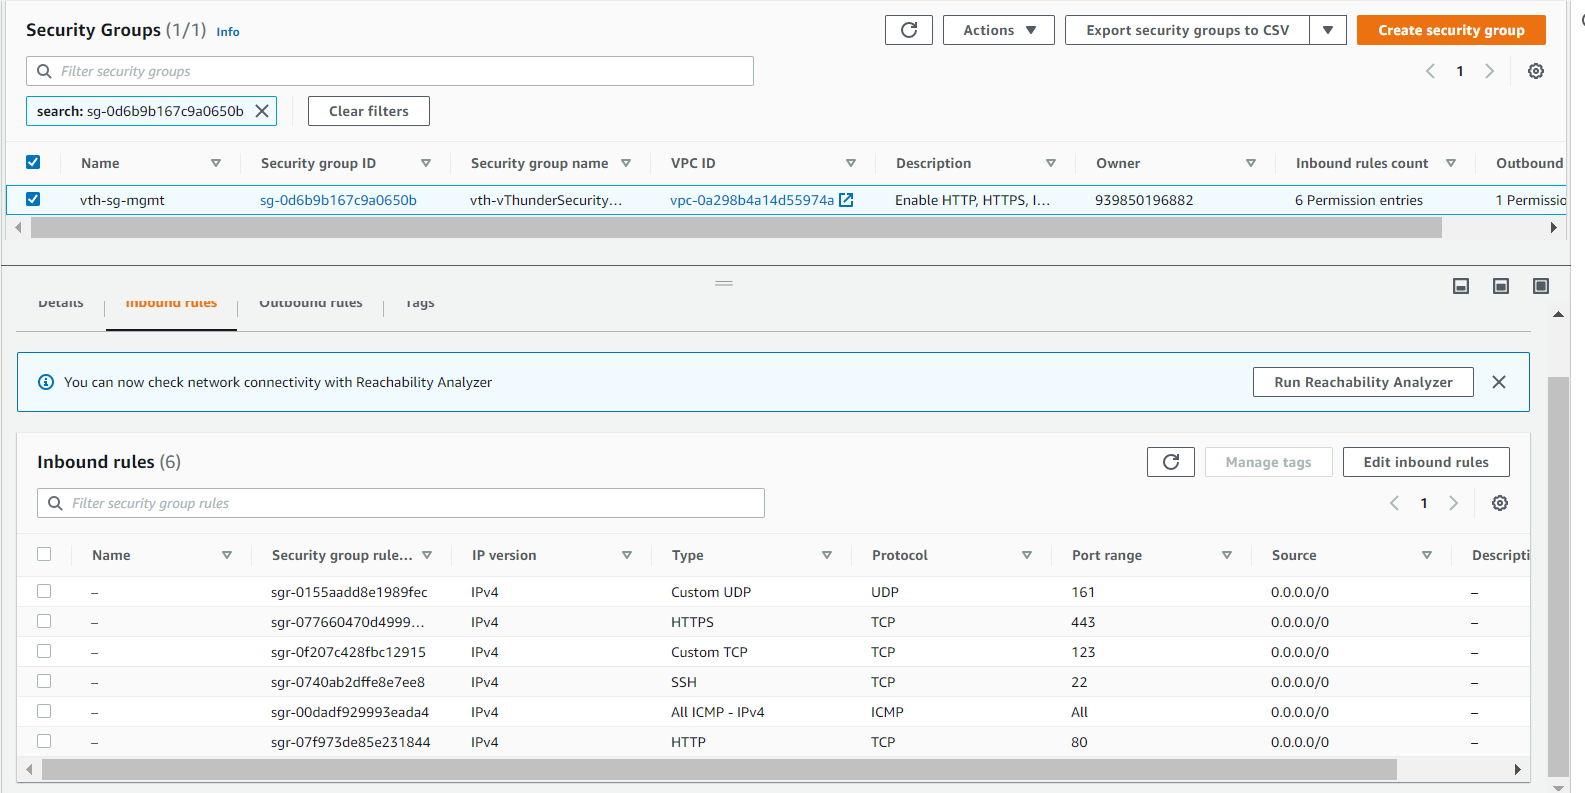 Security Groups (1/1) Info
Actions Export security groups to CSV Create security group
Filter security groups
1
search: sg-0d6b9b167c9a0650b Clear filters
Name Security group ID Security group name VPC ID Description Owner Inbound rules count Outbound
vth-sg-mgmt sg-0d6b9b167c9a0650b vth-vThunderSecurity... vpc-0a298b4a14d55974a Enable HTTP, HTTPS, I... 939850196882 6 Permission entries 1 Permissio
Details Inbound rules Outbound rules Tags
You can now check network connectivity with Reachability Analyzer Run Reachability Analyzer
Inbound rules (6) Manage tags Edit inbound rules
Filter security group rules
1
Name Security group rule... IP version Type Protocol Port range Source Descripti
– sgr-0155aadd8e1989fec IPv4 Custom UDP UDP 161 0.0.0.0/0 –
– sgr-077660470d4999... IPv4 HTTPS TCP 443 0.0.0.0/0 –
– sgr-0f207c428fbc12915 IPv4 Custom TCP TCP 123 0.0.0.0/0 –
– sgr-0740ab2dffe8e7ee8 IPv4 SSH TCP 22 0.0.0.0/0 –
– sgr-00dadf929993eada4 IPv4 All ICMP - IPv4 ICMP All 0.0.0.0/0 –
– sgr-07f973de85e231844 IPv4 HTTP TCP 80 0.0.0.0/0 –